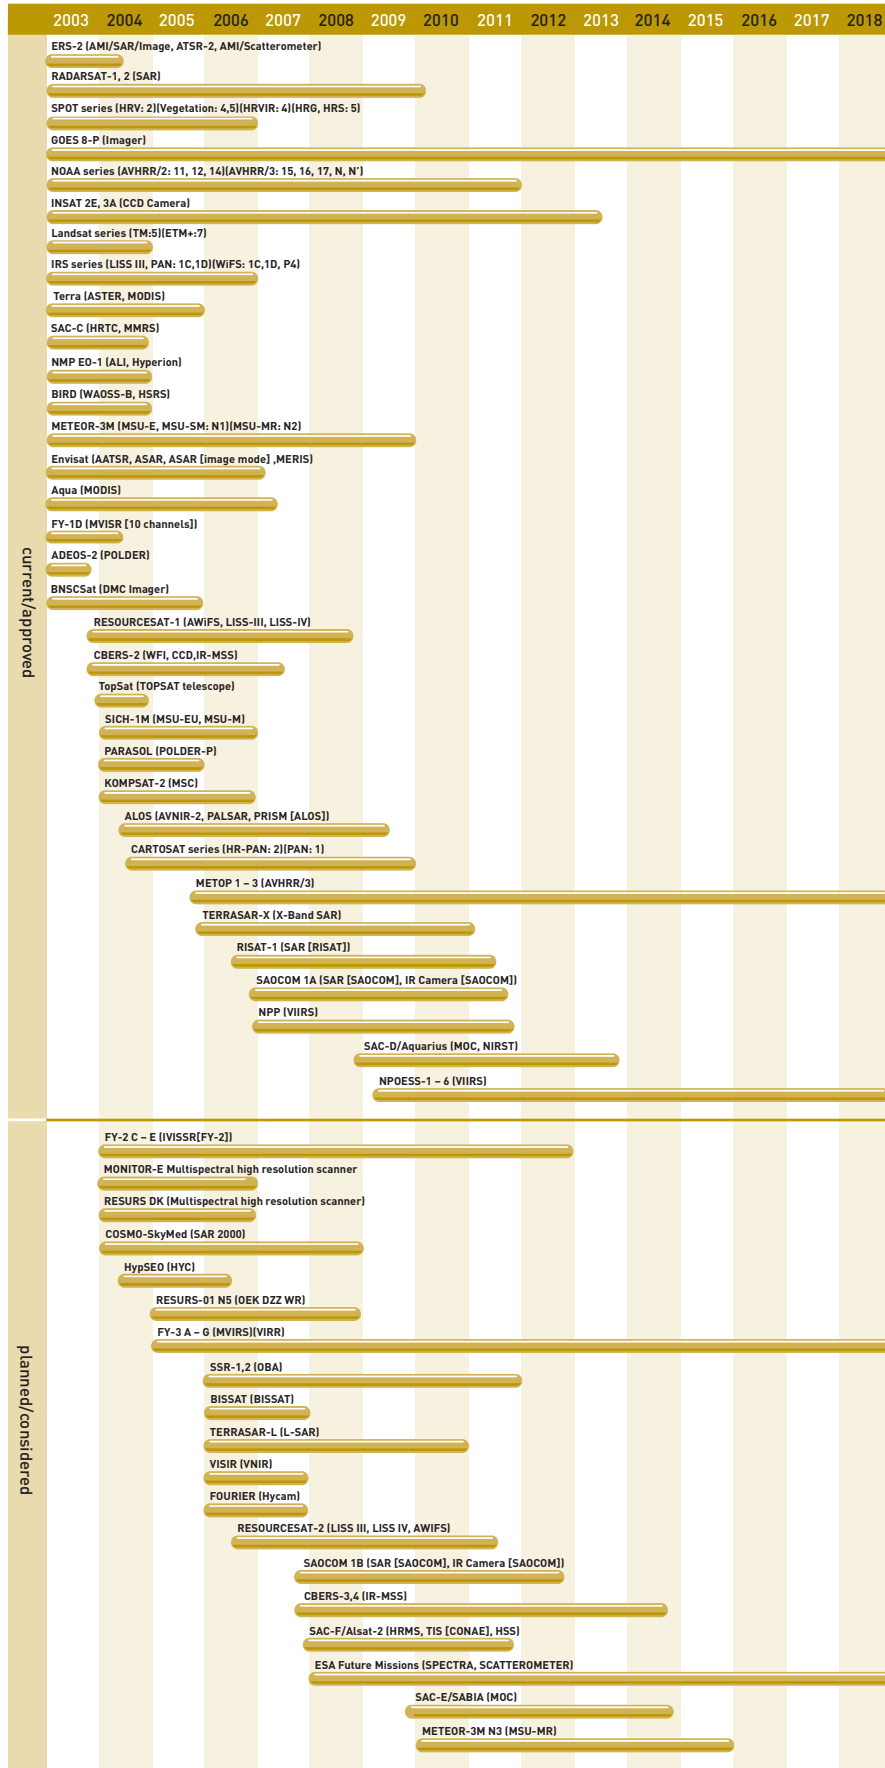 2003 2004 2005 2006 2007 2008 2009 2010 2011 2012 2013 2014 2015 2016 2017 2018
current/approved
ERS-2 (AMI/SAR/Image, ATSR-2, AMI/Scatterometer)
RADARSAT-1, 2 (SAR)
SPOT series (HRV: 2)(Vegetation: 4,5)(HRVIR: 4)(HRG, HRS: 5)
GOES 8-P (Imager)
NOAA series (AVHRR/2: 11, 12, 14)(AVHRR/3: 15, 16, 17, N, N')
INSAT 2E, 3A (CCD Camera)
Landsat series (TM:5)(ETM+:7)
IRS series (LISS III, PAN: 1C,1D)(WiFS: 1C,1D, P4)
Terra (ASTER, MODIS)
SAC-C (HRTC, MMRS)
NMP EO-1 (ALI, Hyperion)
BIRD (WAOSS-B, HSRS)
METEOR-3M (MSU-E, MSU-SM: N1)(MSU-MR: N2)
Envisat (AATSR, ASAR, ASAR [image mode] ,MERIS)
Aqua (MODIS)
FY-1D (MVISR [10 channels])
ADEOS-2 (POLDER)
BNSCSat (DMC Imager)
RESOURCESAT-1 (AWiFS, LISS-III, LISS-IV)
CBERS-2 (WFI, CCD,IR-MSS)
TopSat (TOPSAT telescope)
SICH-1M (MSU-EU, MSU-M)
PARASOL (POLDER-P)
KOMPSAT-2 (MSC)
ALOS (AVNIR-2, PALSAR, PRISM [ALOS])
CARTOSAT series (HR-PAN: 2)(PAN: 1)
METOP 1 – 3 (AVHRR/3)
TERRASAR-X (X-Band SAR)
RISAT-1 (SAR [RISAT])
SAOCOM 1A (SAR [SAOCOM], IR Camera [SAOCOM])
NPP (VIIRS)
SAC-D/Aquarius (MOC, NIRST)
NPOESS-1 – 6 (VIIRS)
planned/considered
FY-2 C – E (IVISSR[FY-2])
MONITOR-E Multispectral high resolution scanner
RESURS DK (Multispectral high resolution scanner)
COSMO-SkyMed (SAR 2000)
HypSEO (HYC)
RESURS-01 N5 (OEK DZZ WR)
FY-3 A – G (MVIRS)(VIRR)
SSR-1,2 (OBA)
BISSAT (BISSAT)
TERRASAR-L (L-SAR)
VISIR (VNIR)
FOURIER (Hycam)
RESOURCESAT-2 (LISS III, LISS IV, AWIFS)
SAOCOM 1B (SAR [SAOCOM], IR Camera [SAOCOM])
CBERS-3,4 (IR-MSS)
SAC-F/Alsat-2 (HRMS, TIS [CONAE], HSS)
ESA Future Missions (SPECTRA, SCATTEROMETER)
SAC-E/SABIA (MOC)
METEOR-3M N3 (MSU-MR)